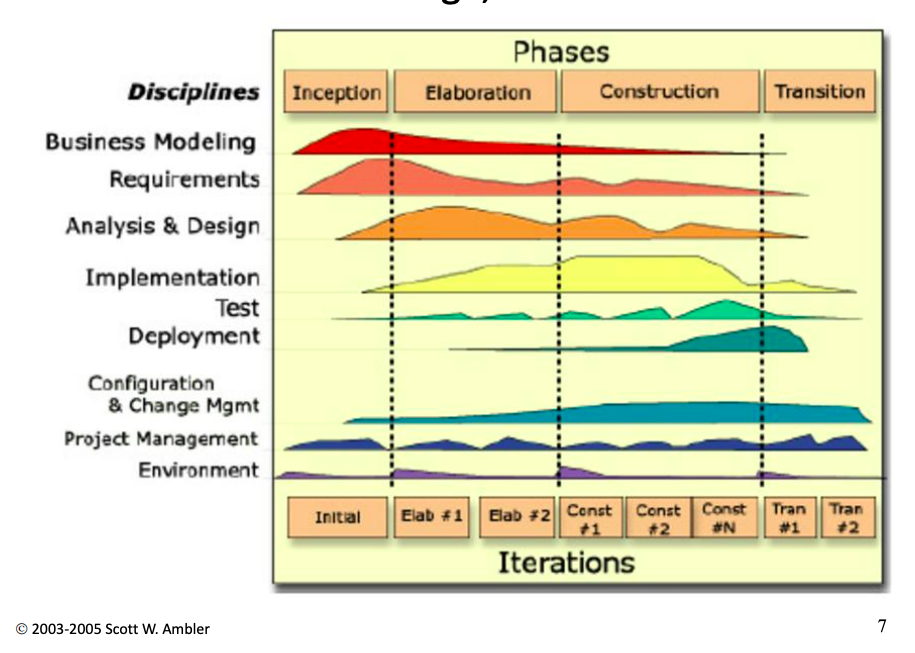 Phases
Disciplines
Inception
Elaboration
Construction
Transition
Business Modeling
Requirements
Analysis & Design
Implementation
Test
Deployment
Configuration
& Change Mgmt
Project Management
Environment
Initial
Elab #1
Elab #2
Const
#1
Const
#2
Const
#N
Tran
#1
Tran
#2
Iterations
© 2003-2005 Scott W. Ambler
7